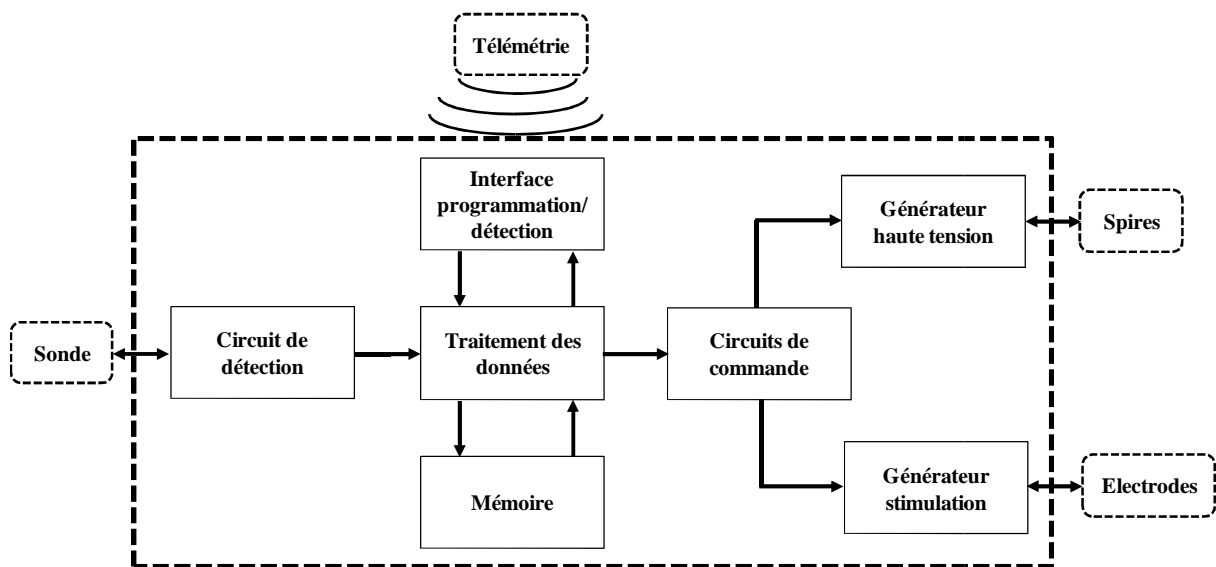 Télémétrie
Interface
programmation/
détection
Générateur
haute tension
Spires
Sonde
Circuit de
détection
Traitement des
données
Circuits de
commande
Mémoire
Générateur
stimulation
Electrodes